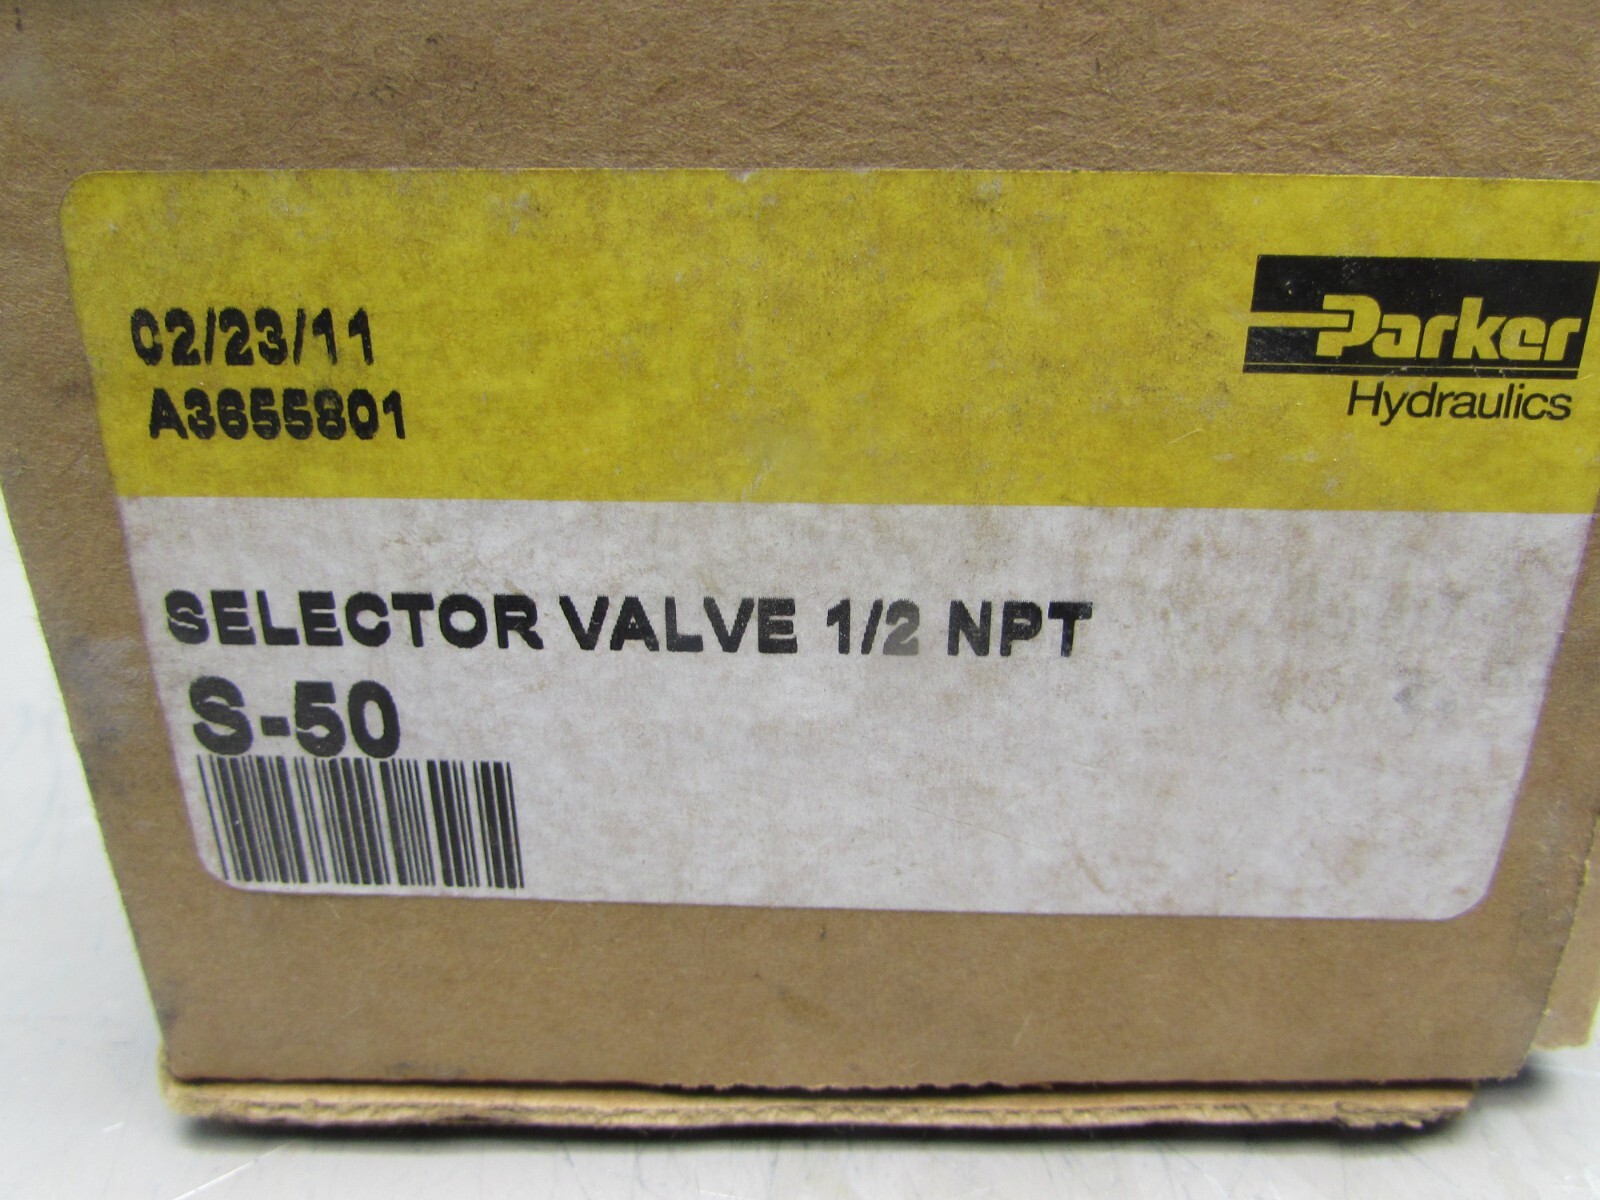 02/23/11
A3655801
Parker
Hydraulics
SELECTOR VALVE 1/2 NPT
S-50